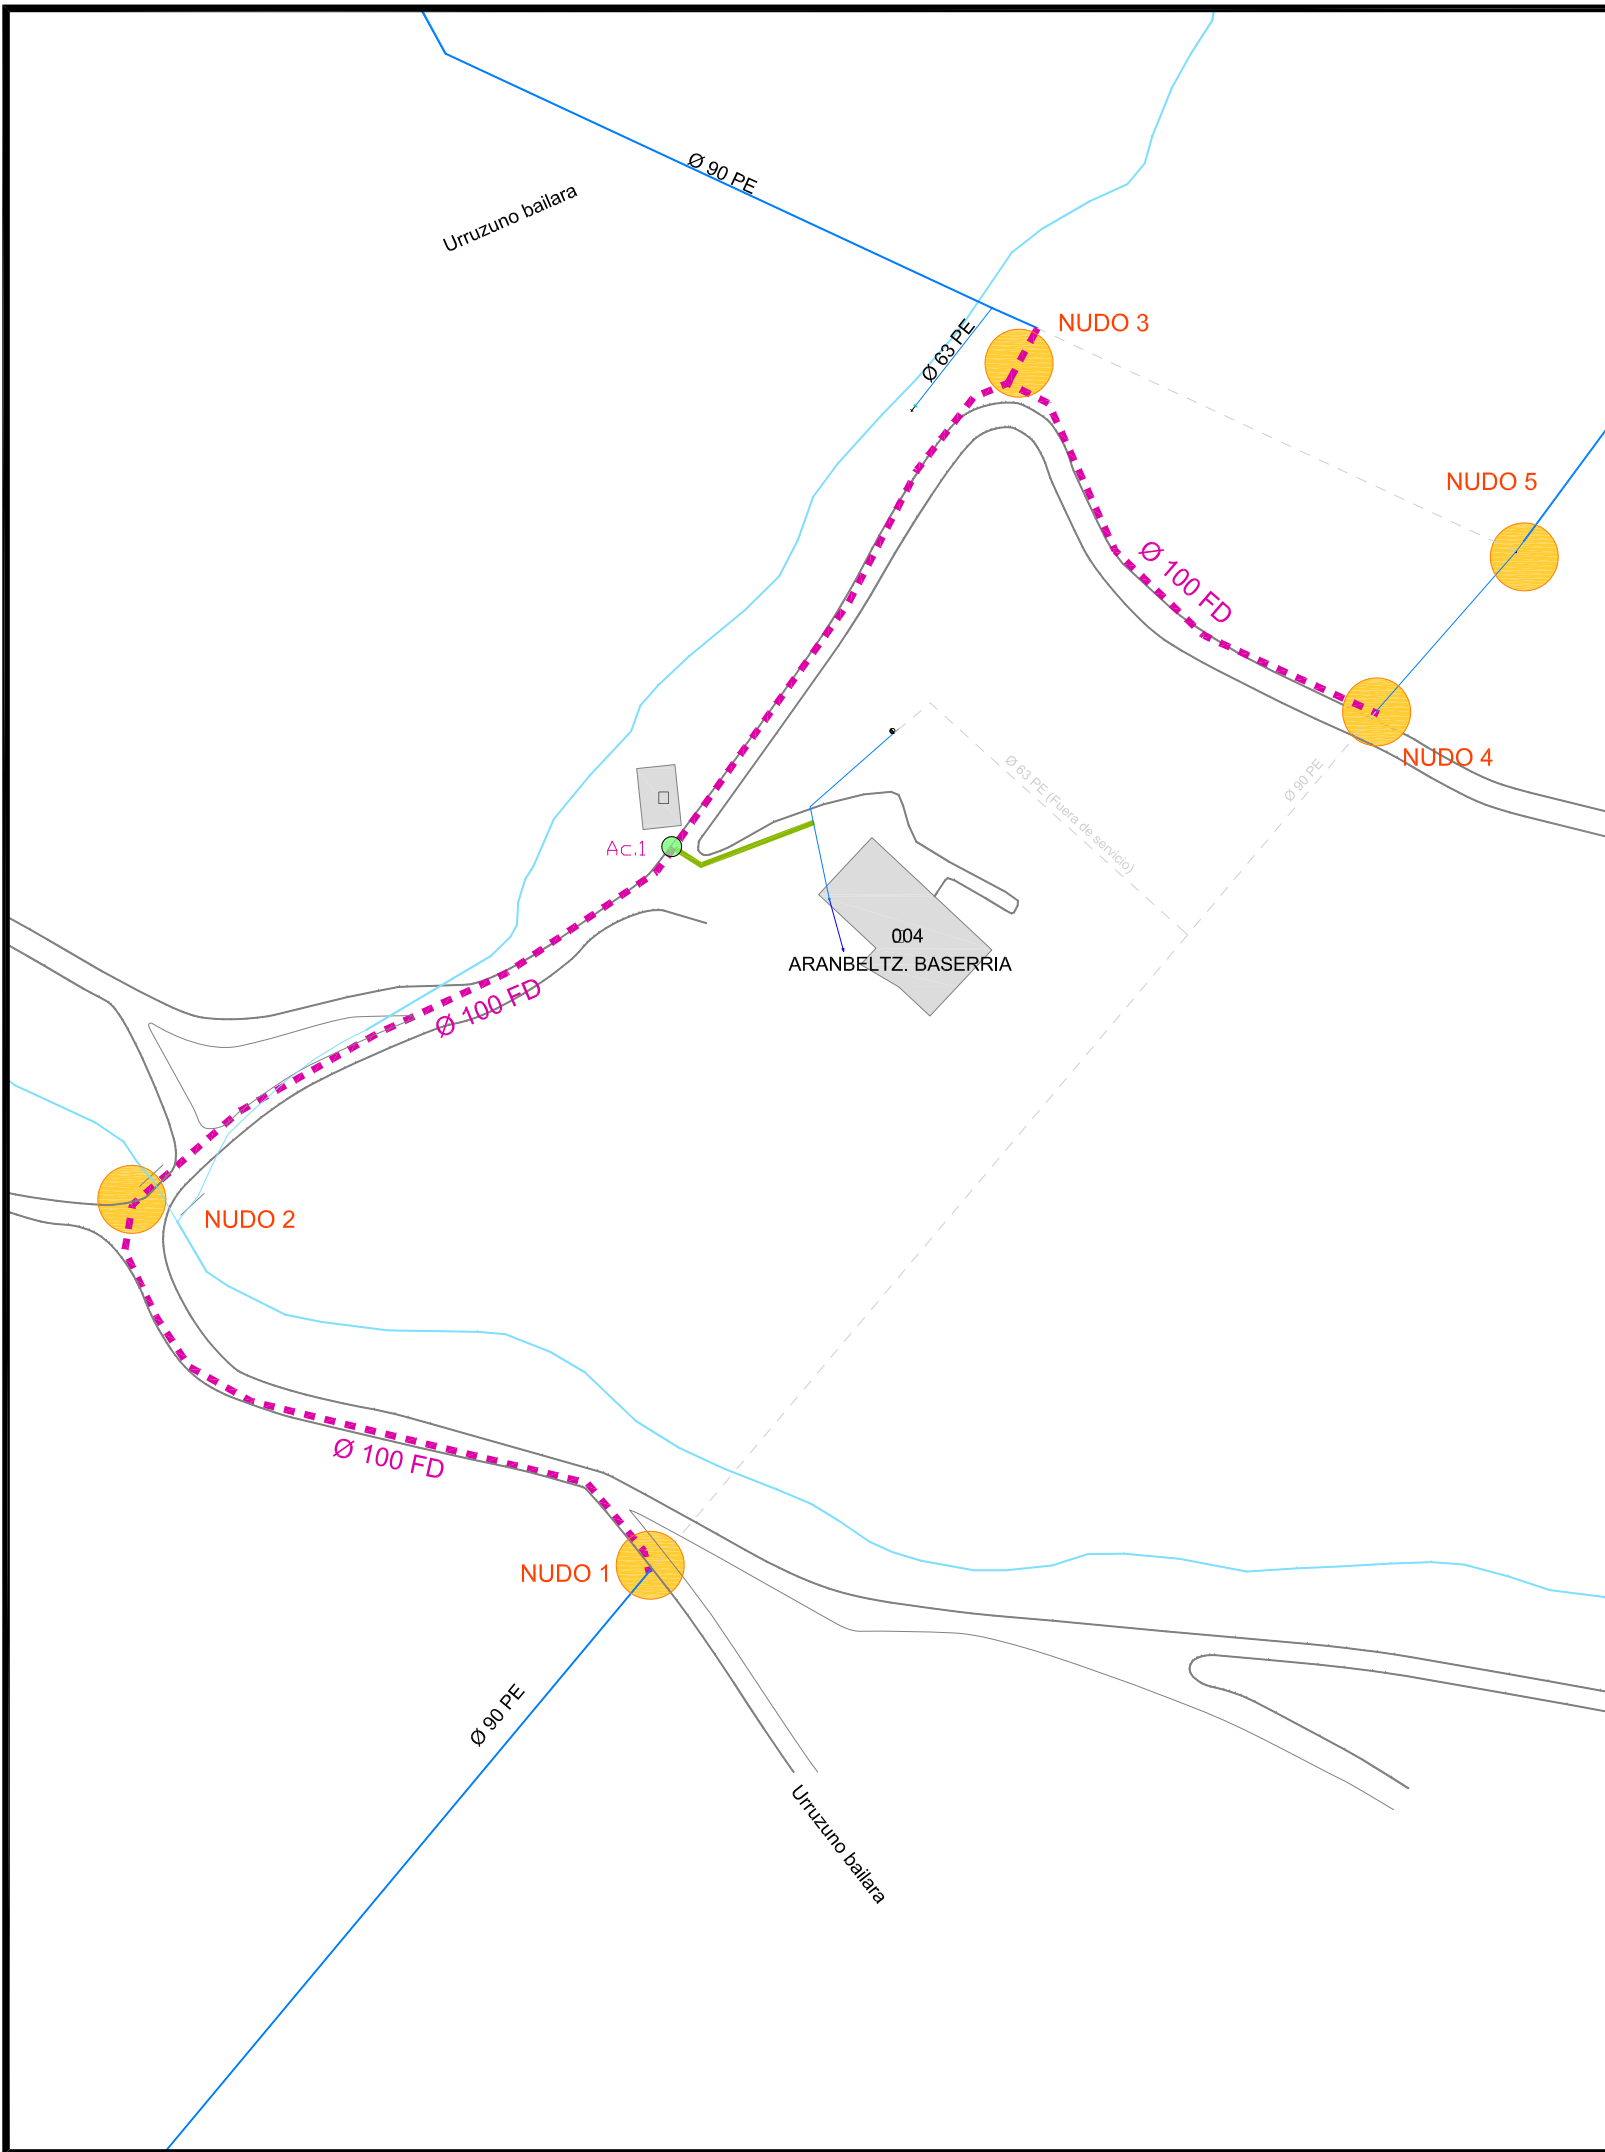 Ø 90 PE
Urruzuno bailara
NUDO 3
Ø 63 PE
NUDO 5
Ø 100 FD
NUDO 4
Ø 63 PE (Fuera de servicio)
Ø 90 PE
Ac.1
004
ARANBELTZ. BASERRIA
Ø 100 FD
NUDO 2
Ø 100 FD
NUDO 1
Ø 90 PE
Urruzuno bailara